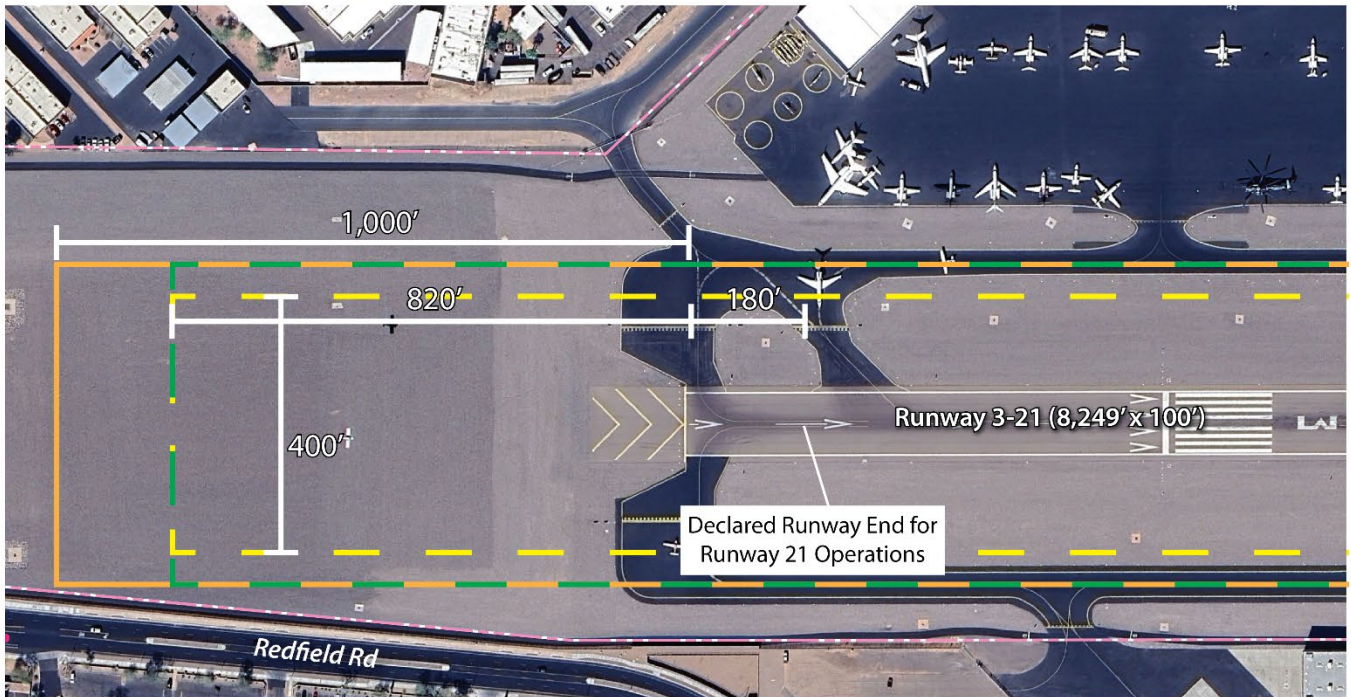 1,000’
820’
180’
400’
Runway 3-21 (8,249’ x 100’)
3
Declared Runway End for
Runway 21 Operations
Redfield Rd